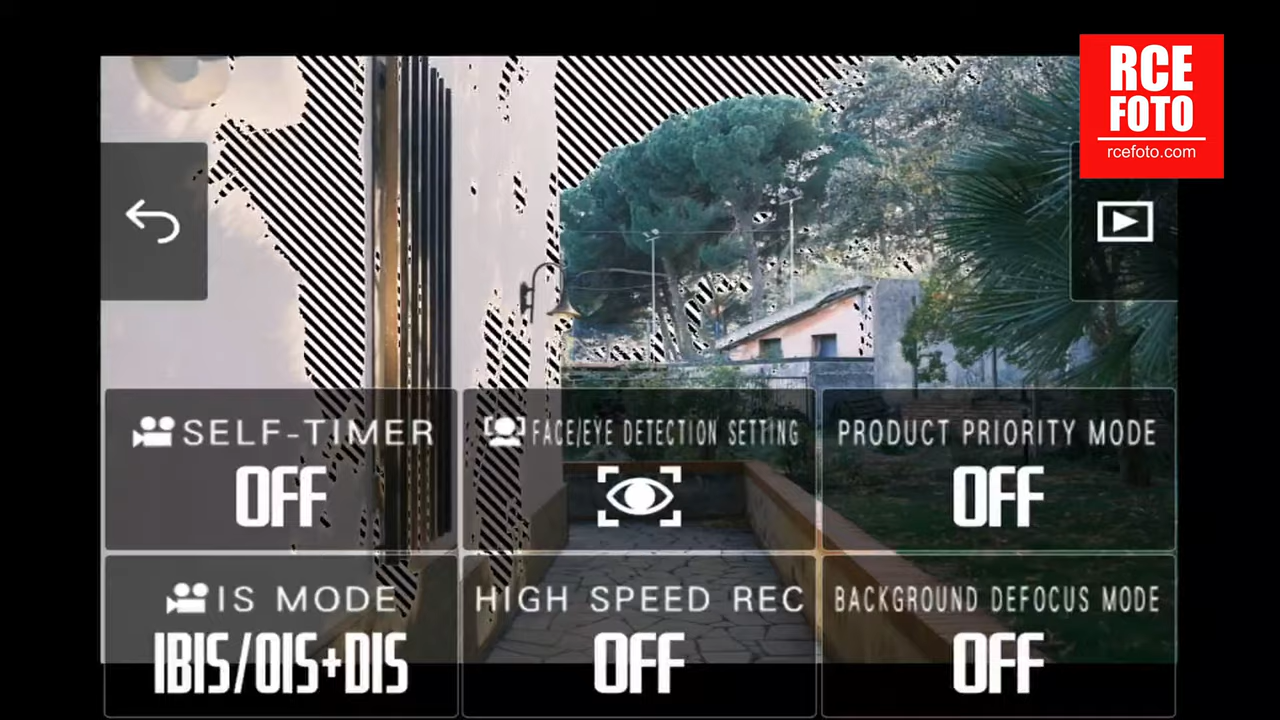 RCE
FOTO
rcefoto.com
SELF-TIMER
OFF
FACE/EYE DETECTION SETTING
PRODUCT PRIORITY MODE
OFF
IS MODE
IBIS/OIS+DIS
HIGH SPEED REC
OFF
BACKGROUND DEFOCUS MODE
OFF